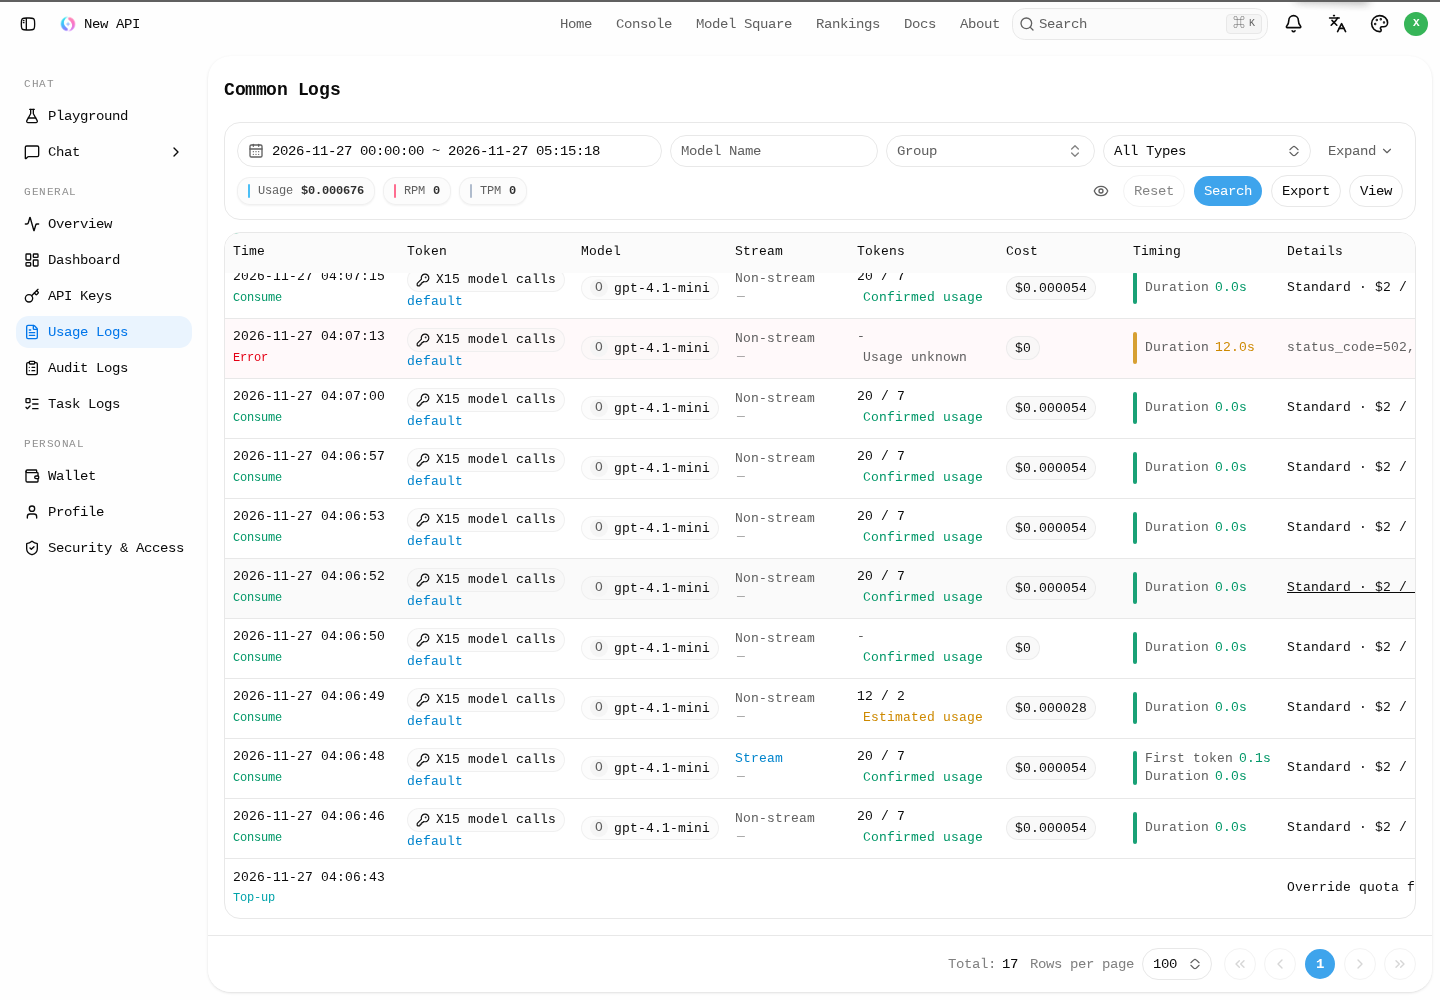 New API
Home Console Model Square Rankings Docs About Search ⌘ K X
CHAT
Playground
Chat
GENERAL
Overview
Dashboard
API Keys
Usage Logs
Audit Logs
Task Logs
PERSONAL
Wallet
Profile
Security & Access
Common Logs
2026-11-27 00:00:00 ~ 2026-11-27 05:15:18 Model Name Group All Types Expand
Usage $0.000676 RPM 0 TPM 0 Reset Search Export View
Time Token Model Stream Tokens Cost Timing Details
2026-11-27 04:07:15 X15 model calls O gpt-4.1-mini Non-stream 20 / 7 $0.000054 Duration 0.0s Standard · $2 /
Consume default — Confirmed usage
2026-11-27 04:07:13 X15 model calls O gpt-4.1-mini Non-stream - $0 Duration 12.0s status_code=502,
Error default — Usage unknown
2026-11-27 04:07:00 X15 model calls O gpt-4.1-mini Non-stream 20 / 7 $0.000054 Duration 0.0s Standard · $2 /
Consume default — Confirmed usage
2026-11-27 04:06:57 X15 model calls O gpt-4.1-mini Non-stream 20 / 7 $0.000054 Duration 0.0s Standard · $2 /
Consume default — Confirmed usage
2026-11-27 04:06:53 X15 model calls O gpt-4.1-mini Non-stream 20 / 7 $0.000054 Duration 0.0s Standard · $2 /
Consume default — Confirmed usage
2026-11-27 04:06:52 X15 model calls O gpt-4.1-mini Non-stream 20 / 7 $0.000054 Duration 0.0s Standard · $2 /
Consume default — Confirmed usage
2026-11-27 04:06:50 X15 model calls O gpt-4.1-mini Non-stream - $0 Duration 0.0s Standard · $2 /
Consume default — Confirmed usage
2026-11-27 04:06:49 X15 model calls O gpt-4.1-mini Non-stream 12 / 2 $0.000028 Duration 0.0s Standard · $2 /
Consume default — Estimated usage
2026-11-27 04:06:48 X15 model calls O gpt-4.1-mini Stream 20 / 7 $0.000054 First token 0.1s Standard · $2 /
Consume default — Confirmed usage Duration 0.0s
2026-11-27 04:06:46 X15 model calls O gpt-4.1-mini Non-stream 20 / 7 $0.000054 Duration 0.0s Standard · $2 /
Consume default — Confirmed usage
2026-11-27 04:06:43 Override quota f
Top-up
Total: 17 Rows per page 100 « ‹ 1 › »